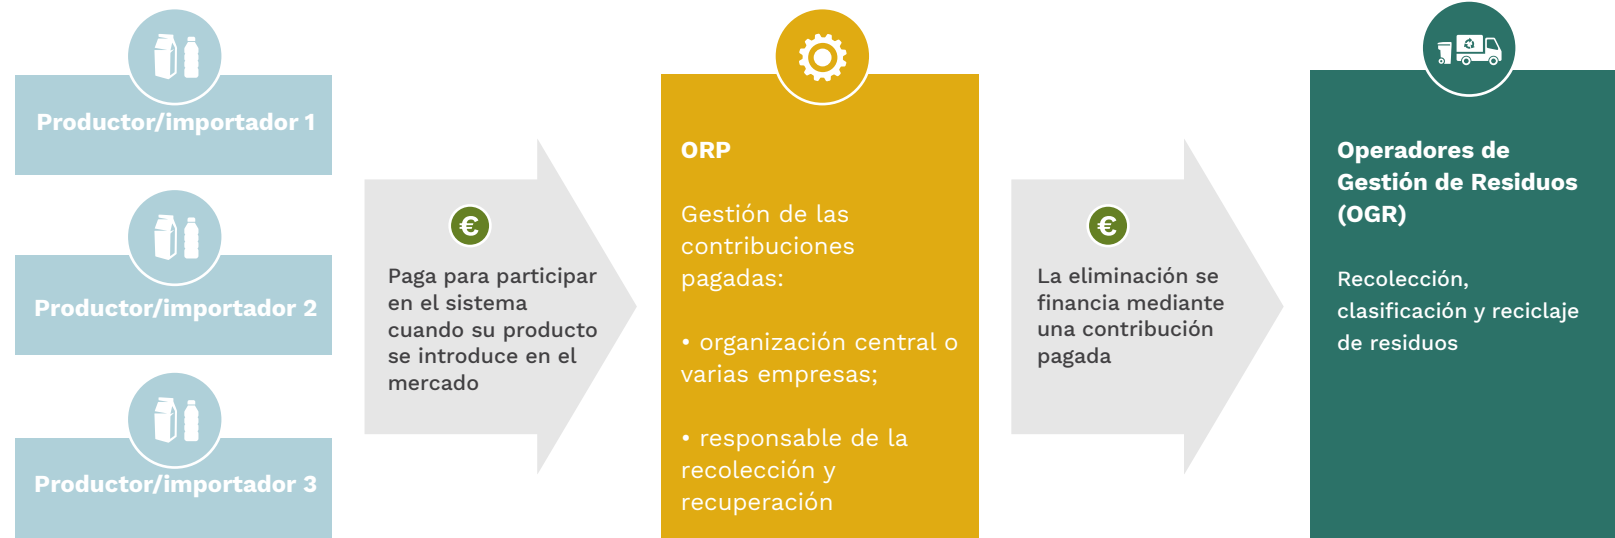 Productor/importador 1
Productor/importador 2
Productor/importador 3
€
Paga para participar
en el sistema
cuando su producto
se introduce en el
mercado
ORP
Gestión de las
contribuciones
pagadas:
• organización central o
varias empresas;
• responsable de la
recolección y
recuperación
€
La eliminación se
financia mediante
una contribución
pagada
Operadores de
Gestión de Residuos
(OGR)
Recolección,
clasificación y reciclaje
de residuos